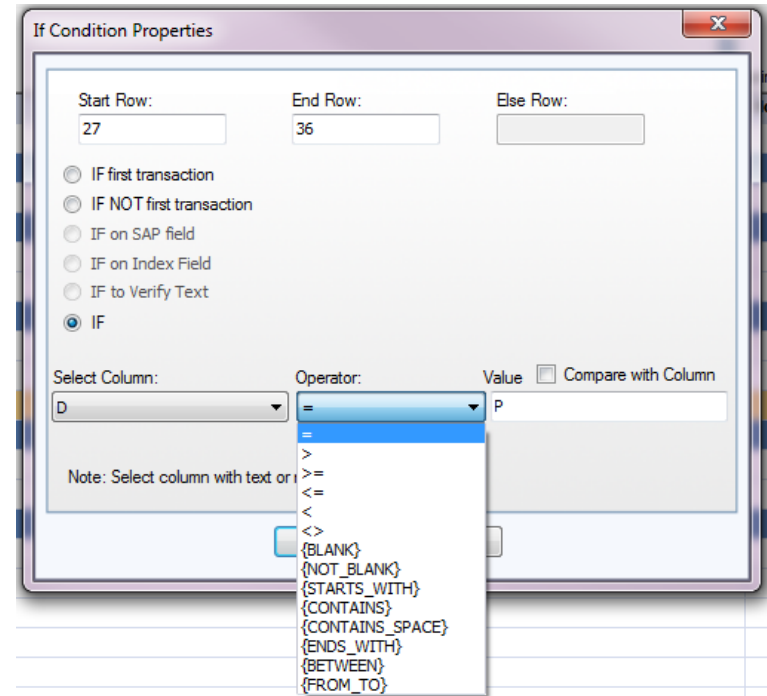 If Condition Properties
Start Row: End Row: Else Row:
27 36
IF first transaction
IF NOT first transaction
IF on SAP field
IF on Index Field
IF to Verify Text
IF
Select Column: Operator: Value Compare with Column
D = P
=
>
Note: Select column with text or
>=
<=
<
<>
{BLANK}
{NOT_BLANK}
{STARTS_WITH}
{CONTAINS}
{CONTAINS_SPACE}
{ENDS_WITH}
{BETWEEN}
{FROM_TO}